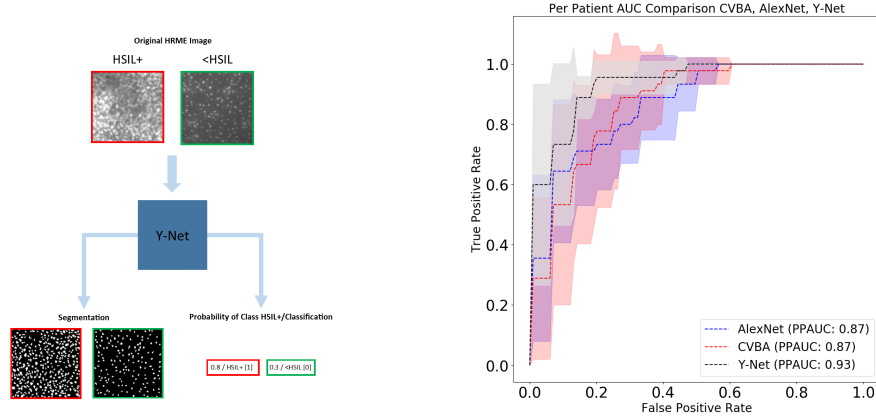 Original HRME Image
HSIL+
<HSIL
Y-Net
Segmentation
Probability of Class HSIL+/Classification
0.8 / HSIL+ [1]
0.3 / <HSIL [0]
Per Patient AUC Comparison CVBA, AlexNet, Y-Net
True Positive Rate
1.0
0.8
0.6
0.4
0.2
0.0
AlexNet (PPAUC: 0.87)
CVBA (PPAUC: 0.87)
Y-Net (PPAUC: 0.93)
0.0 0.2 0.4 0.6 0.8 1.0
False Positive Rate